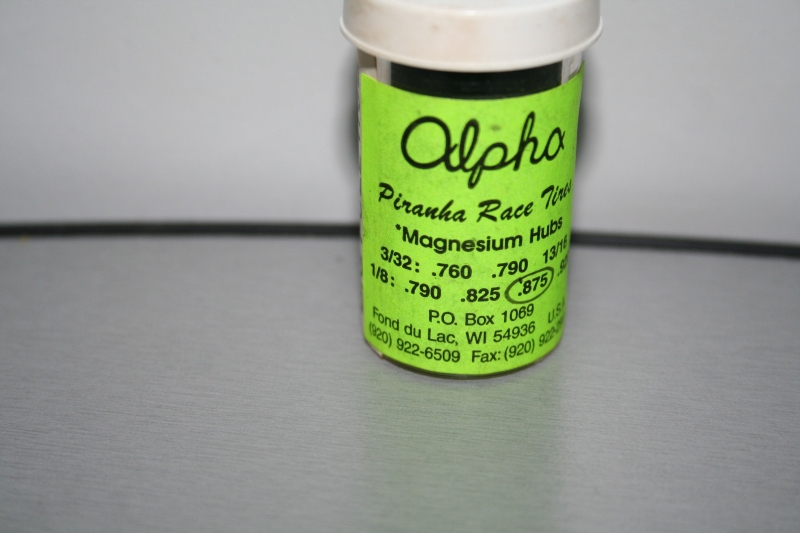 Alpha
Piranha Race Tires
*Magnesium Hubs
3/32: .760 .790 13/16
1/8: .790 .825 .875
P.O. Box 1069
Fond du Lac, WI 54936 U.S.A
(920) 922-6509 Fax: (920)